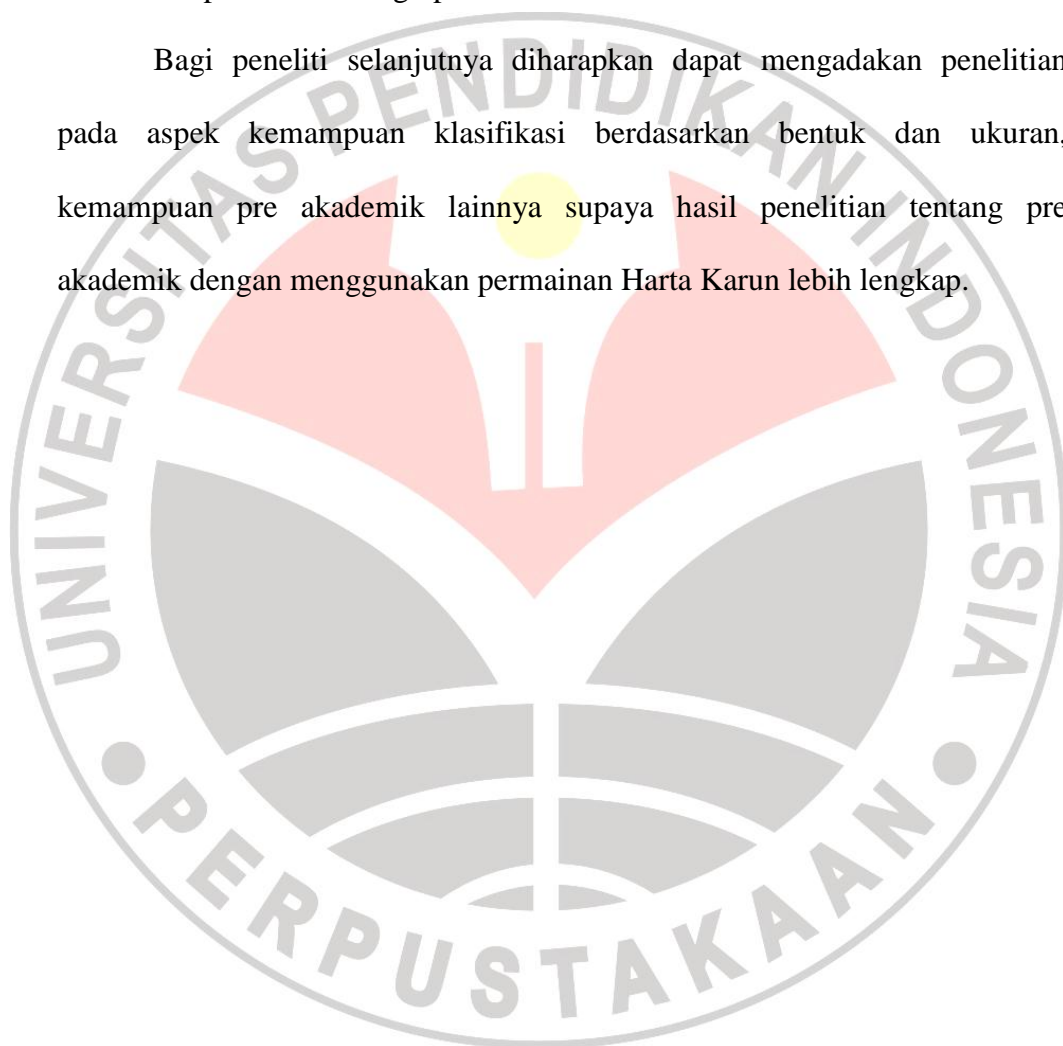 Bagi peneliti selanjutnya diharapkan dapat mengadakan penelitian
pada aspek kemampuan klasifikasi berdasarkan bentuk dan ukuran,
kemampuan pre akademik lainnya supaya hasil penelitian tentang pre
akademik dengan menggunakan permainan Harta Karun lebih lengkap.
UNIVERSITAS PENDIDIKAN INDONESIA
PERPUSTAKAAN